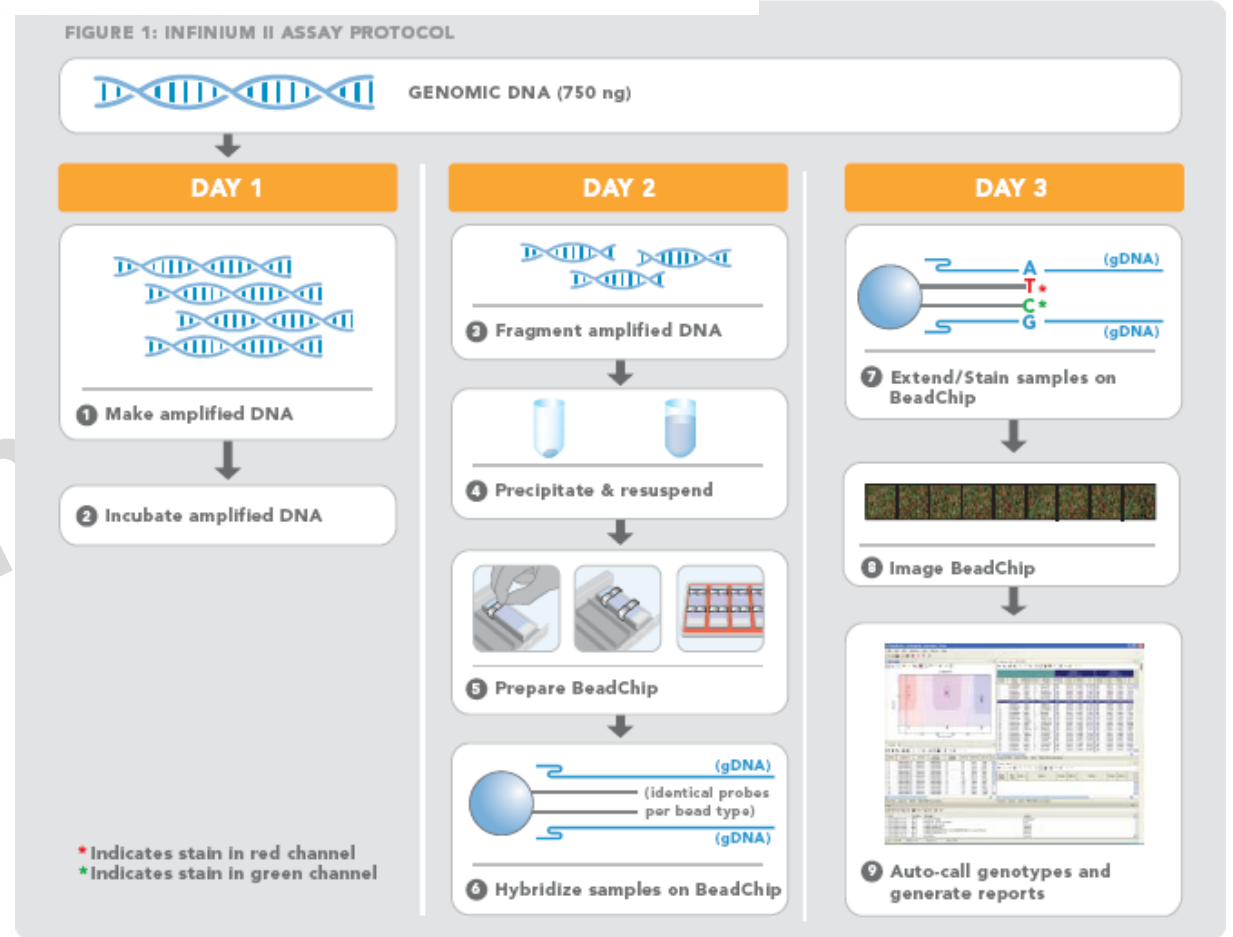 FIGURE 1: INFINIUM II ASSAY PROTOCOL
GENOMIC DNA (750 ng)
DAY 1
1 Make amplified DNA
2 Incubate amplified DNA
*Indicates stain in red channel
*Indicates stain in green channel
DAY 2
3 Fragment amplified DNA
4 Precipitate & resuspend
5 Prepare BeadChip
(gDNA)
(identical probes
per bead type)
(gDNA)
6 Hybridize samples on BeadChip
DAY 3
A (gDNA)
T*
C*
G (gDNA)
7 Extend/Stain samples on
BeadChip
8 Image BeadChip
9 Auto-call genotypes and
generate reports